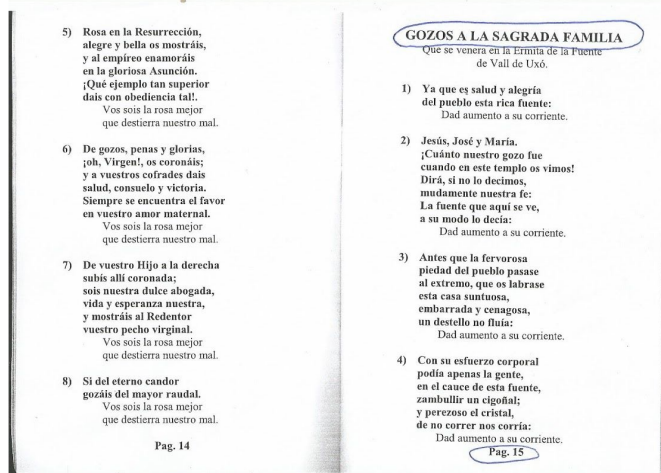 5) Rosa en la Resurrección,
alegre y bella os mostráis,
y al empíreo enamoráis
en la gloriosa Asunción.
¡Qué ejemplo tan superior
dais con obediencia tal!.
Vos sois la rosa mejor
que destierra nuestro mal.
6) De gozos, penas y glorias,
¡oh, Virgen!, os coronáis;
y a vuestros cofrades dais
salud, consuelo y victoria.
Siempre se encuentra el favor
en vuestro amor maternal.
Vos sois la rosa mejor
que destierra nuestro mal.
7) De vuestro Hijo a la derecha
subís allí coronada;
sois nuestra dulce abogada,
vida y esperanza nuestra,
y mostráis al Redentor
vuestro pecho virginal.
Vos sois la rosa mejor
que destierra nuestro mal.
8) Si del eterno candor
gozáis del mayor raudal.
Vos sois la rosa mejor
que destierra nuestro mal.
Pag. 14
GOZOS A LA SAGRADA FAMILIA
Que se venera en la Ermita de la Fuente
de Vall de Uxó.
1) Ya que es salud y alegría
del pueblo esta rica fuente:
Dad aumento a su corriente.
2) Jesús, José y María.
¡Cuánto nuestro gozo fue
cuando en este templo os vimos!
Dirá, si no lo decimos,
mudamente nuestra fe:
La fuente que aquí se ve,
a su modo lo decía:
Dad aumento a su corriente.
3) Antes que la fervorosa
piedad del pueblo pasase
al extremo, que os labrase
esta casa suntuosa,
embarrada y cenagosa,
un destello no fluía:
Dad aumento a su corriente.
4) Con su esfuerzo corporal
podía apenas la gente,
en el cauce de esta fuente,
zambullir un cigoñal;
y perezoso el cristal,
de no correr nos corría:
Dad aumento a su corriente.
Pag. 15